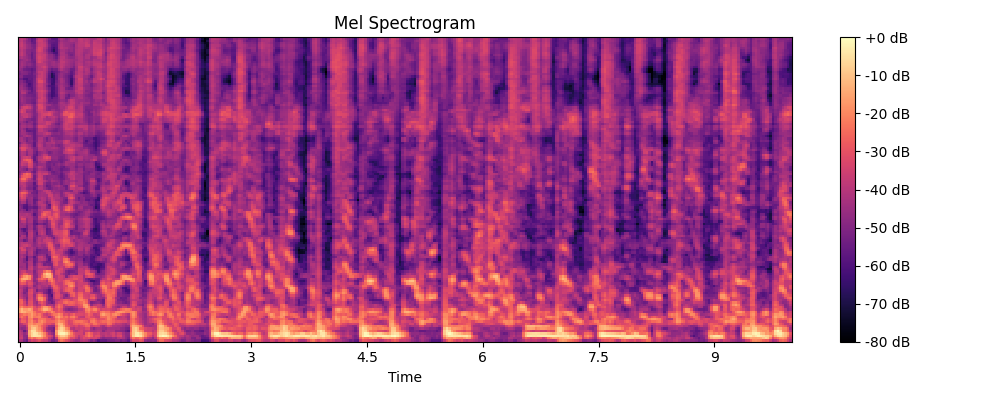 Mel Spectrogram
+0 dB
-10 dB
-20 dB
-30 dB
-40 dB
-50 dB
-60 dB
-70 dB
-80 dB
0 1.5 3 4.5 6 7.5 9
Time